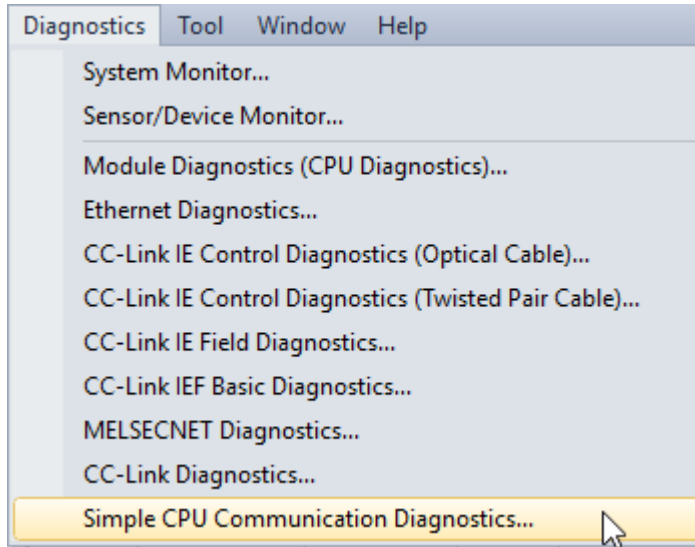 Diagnostics Tool Window Help
System Monitor...
Sensor/Device Monitor...
Module Diagnostics (CPU Diagnostics)...
Ethernet Diagnostics...
CC-Link IE Control Diagnostics (Optical Cable)...
CC-Link IE Control Diagnostics (Twisted Pair Cable)...
CC-Link IE Field Diagnostics...
CC-Link IEF Basic Diagnostics...
MELSECNET Diagnostics...
CC-Link Diagnostics...
Simple CPU Communication Diagnostics...